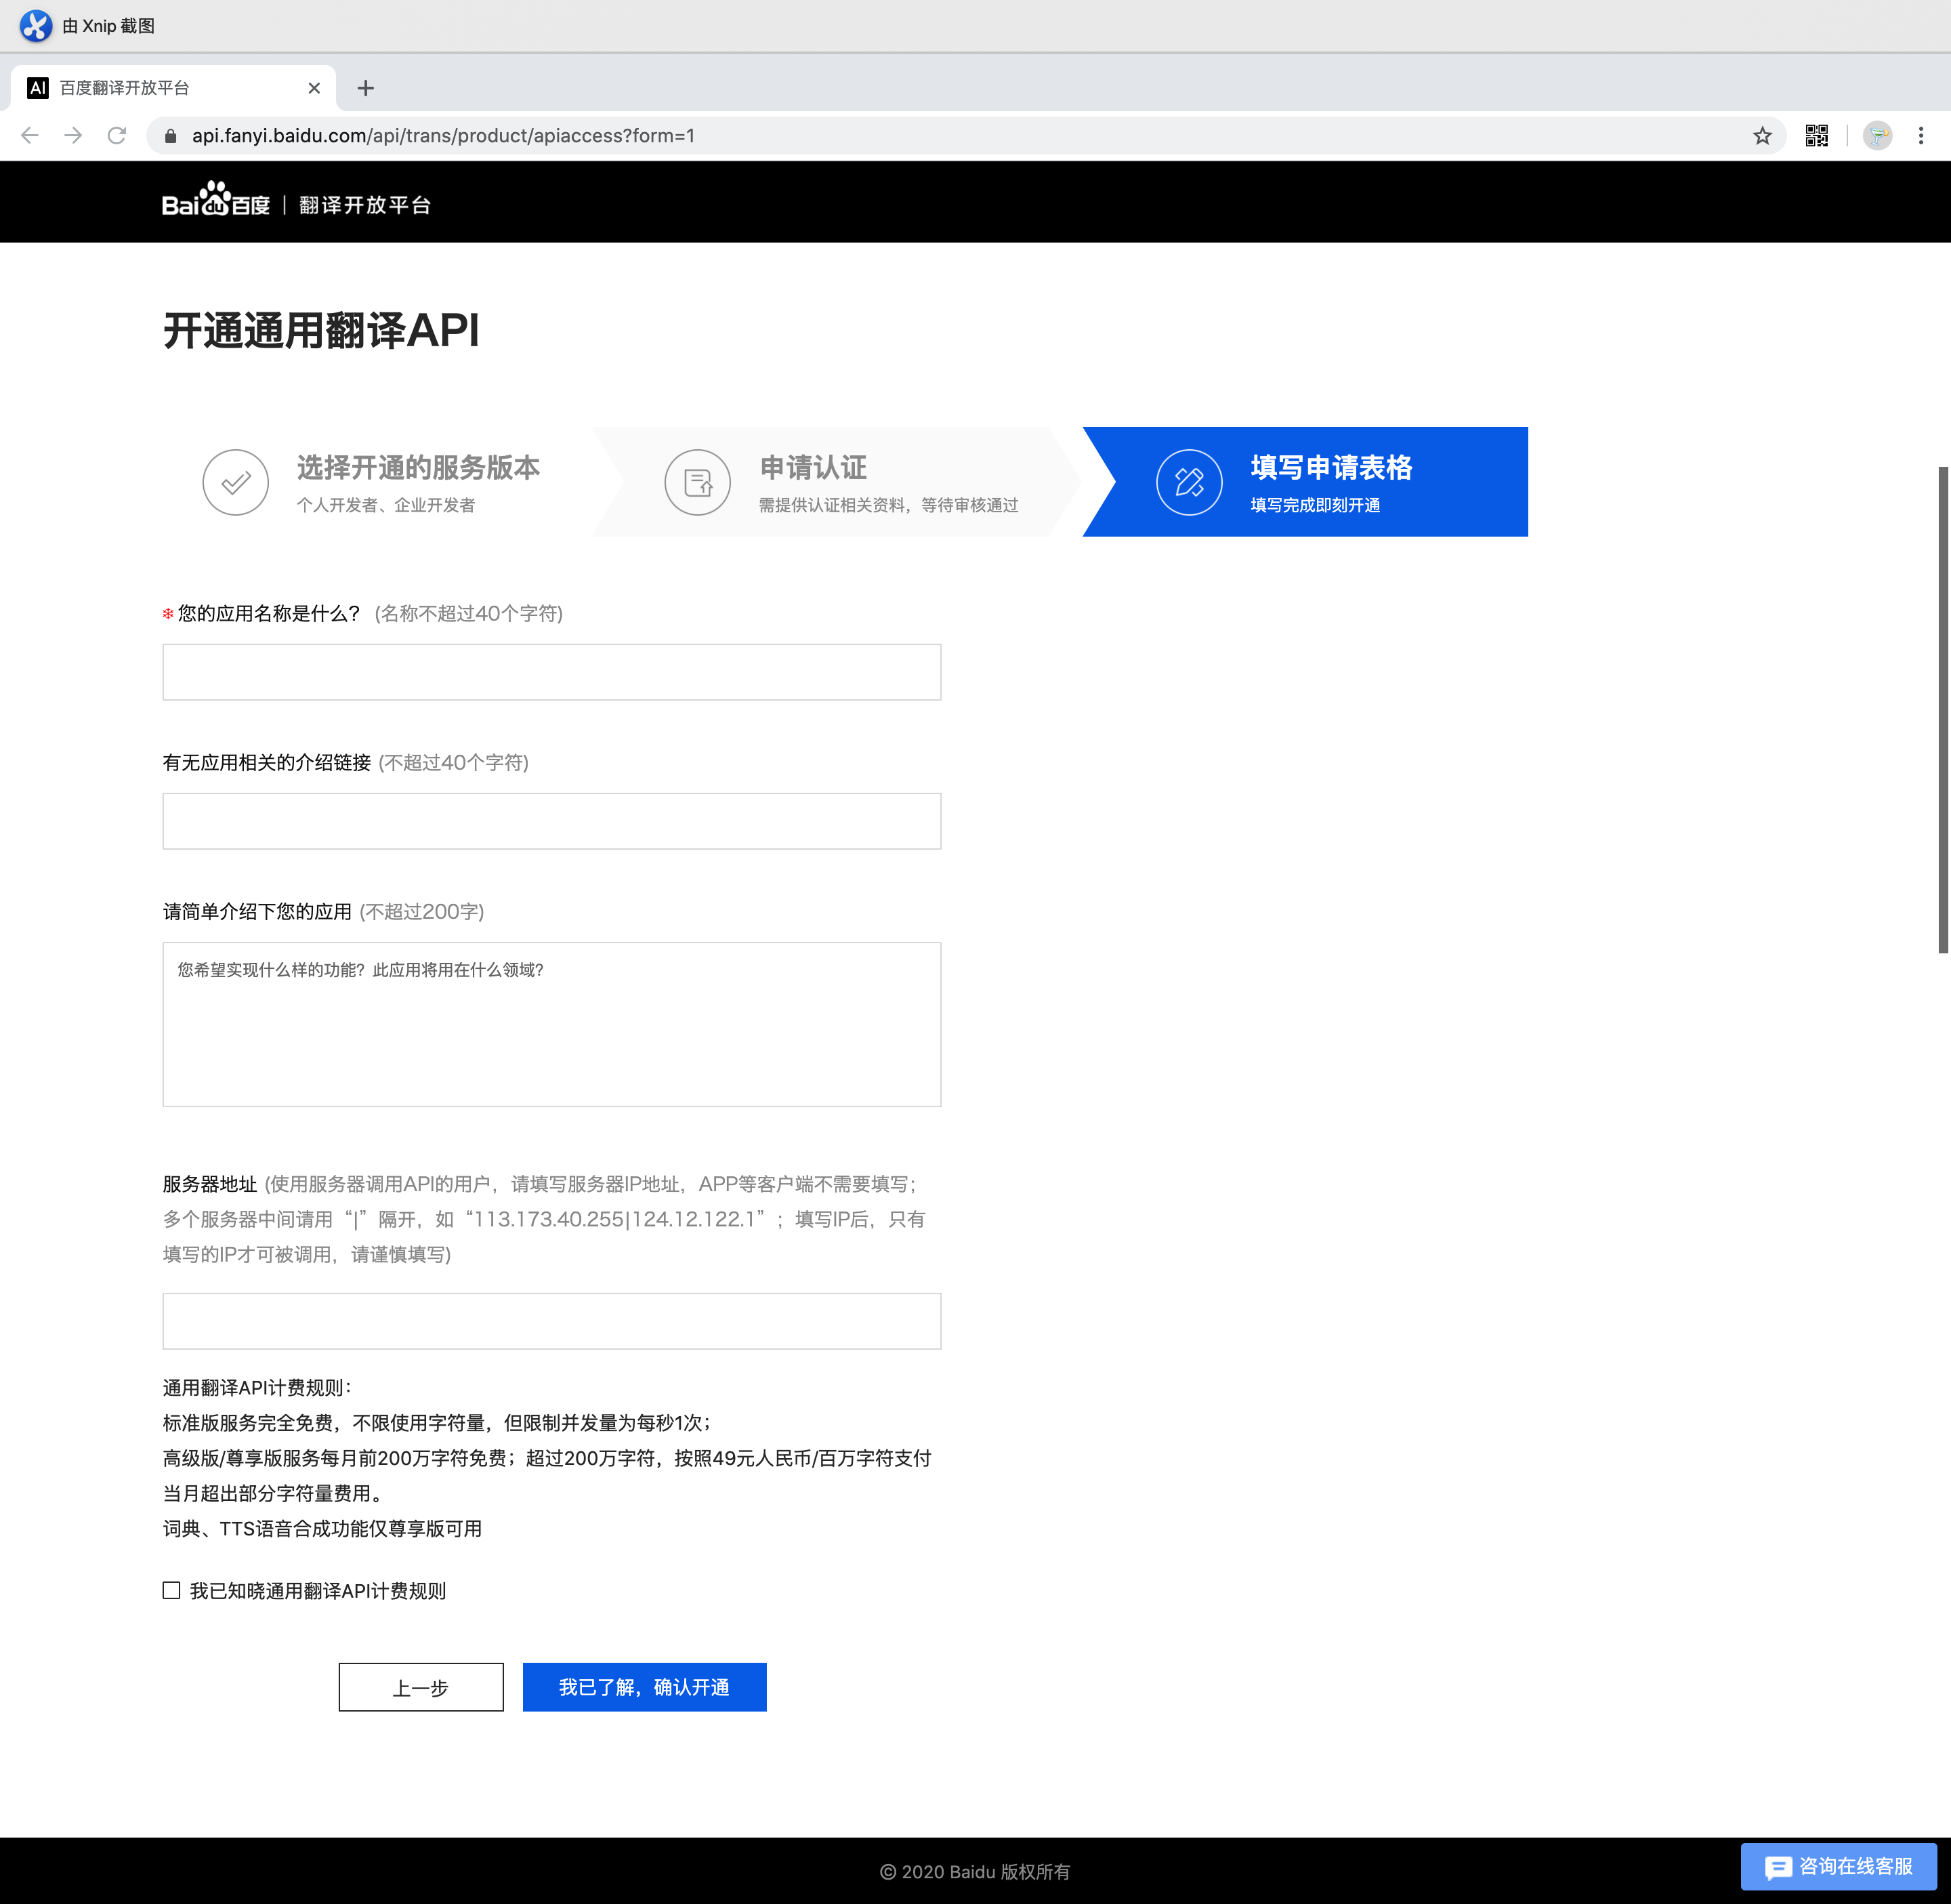 由 Xnip 截图
AI 百度翻译开放平台
api.fanyi.baidu.com/api/trans/product/apiaccess?form=1
Bai du 百度 | 翻译开放平台
开通通用翻译API
选择开通的服务版本
个人开发者、企业开发者
申请认证
需提供认证相关资料，等待审核通过
填写申请表格
填写完成即刻开通
您的应用名称是什么？ (名称不超过40个字符)
有无应用相关的介绍链接 (不超过40个字符)
请简单介绍下您的应用 (不超过200字)
您希望实现什么样的功能？此应用将用在什么领域？
服务器地址 (使用服务器调用API的用户，请填写服务器IP地址，APP等客户端不需要填写；
多个服务器中间请用“|”隔开，如“113.173.40.255|124.12.122.1”；填写IP后，只有
填写的IP才可被调用，请谨慎填写)
通用翻译API计费规则：
标准版服务完全免费，不限使用字符量，但限制并发量为每秒1次；
高级版/尊享版服务每月前200万字符免费；超过200万字符，按照49元人民币/百万字符支付
当月超出部分字符量费用。
词典、TTS语音合成功能仅尊享版可用
我已知晓通用翻译API计费规则
上一步
我已了解，确认开通
© 2020 Baidu 版权所有
咨询在线客服